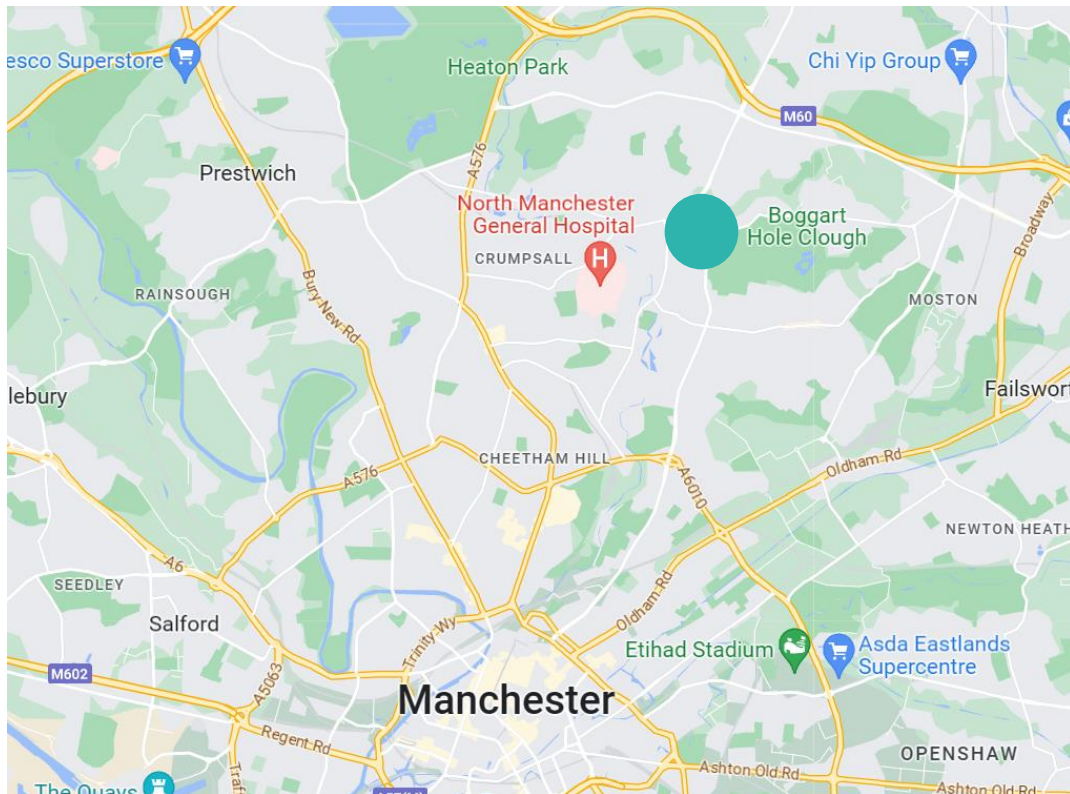 esco Superstore
Heaton Park
Chi Yip Group
M60
A576
Prestwich
North Manchester
General Hospital
H
Boggart
Hole Clough
Broadway
CRUMPSALL
RAINSOUGH
Bury New Rd
MOSTON
lebury
Failswort
CHEETHAM HILL
A576
A6010
Oldham Rd
NEWTON HEATH
A6
SEEDLEY
Salford
Trinity Wy
Oldham Rd
Etihad Stadium
Asda Eastlands
Supercentre
M602
A5063
Manchester
Regent Rd
OPENSHAW
Ashton Old Rd
Ashton Old Rd
The Quays
Traf